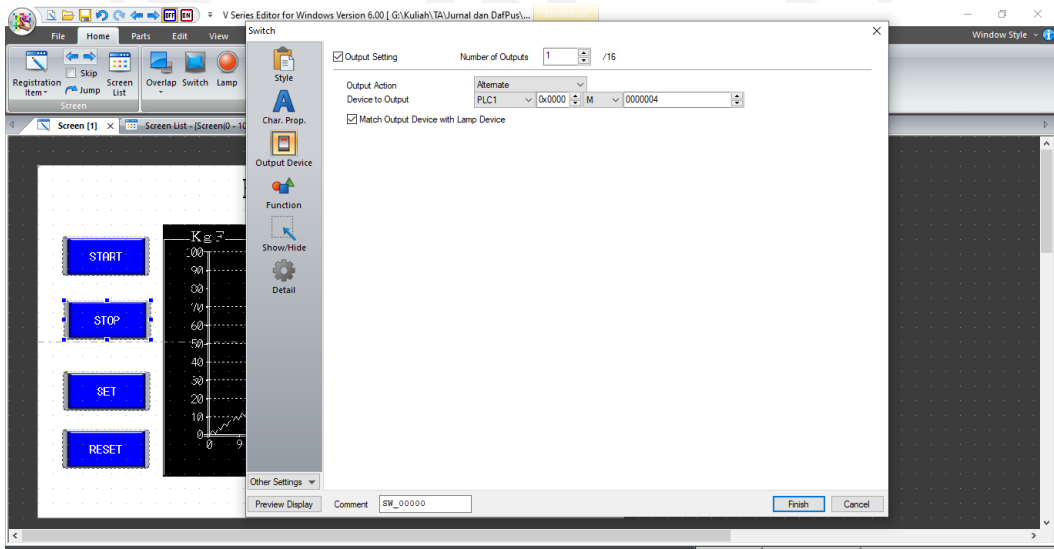 V Series Editor for Windows Version 6.00 [ G:\Kuliah\TA\Jurnal dan DafPus\...
File Home Parts Edit View Window Style
Registration Item
Skip
Jump
Screen List
Overlap Switch Lamp
Screen
Screen [1] Screen List - [Screen(0 - 10
START
STOP
SET
RESET
KgF
100
90
80
70
60
50
40
30
20
10
0
0 9
Switch
Style
Char. Prop.
Output Device
Function
Show/Hide
Detail
Other Settings
Preview Display
Output Setting Number of Outputs 1 /16
Output Action Alternate
Device to Output PLC1 0x0000 M 0000004
Match Output Device with Lamp Device
Comment SW_00000
Finish Cancel